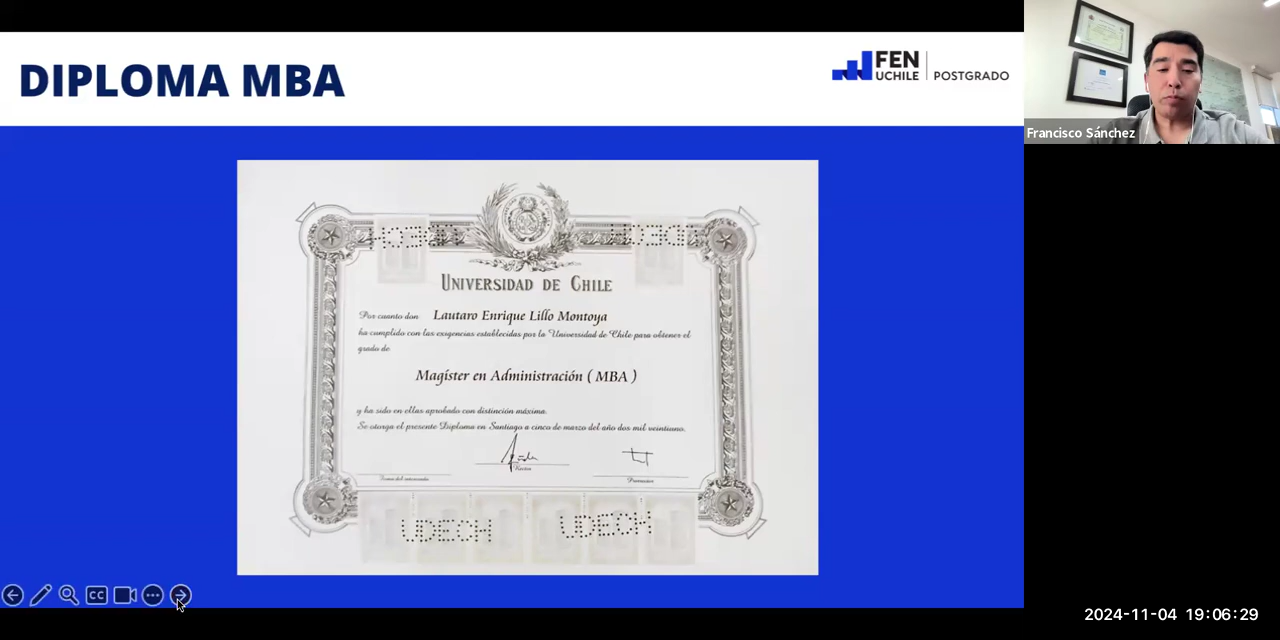 DIPLOMA MBA
FEN
UCHILE
POSTGRADO
Francisco Sánchez
UNIVERSIDAD DE CHILE
Por cuanto don Lautaro Enrique Lillo Montoya
ha cumplido con las exigencias establecidas por la Universidad de Chile para obtener el
grado de
Magíster en Administración ( MBA )
y ha sido en ellas aprobado con distinción máxima.
Se otorga el presente Diploma en Santiago a cinco de marzo del año dos mil veintiuno.
Rector
UDECH UDECH
CC
2024-11-04 19:06:29